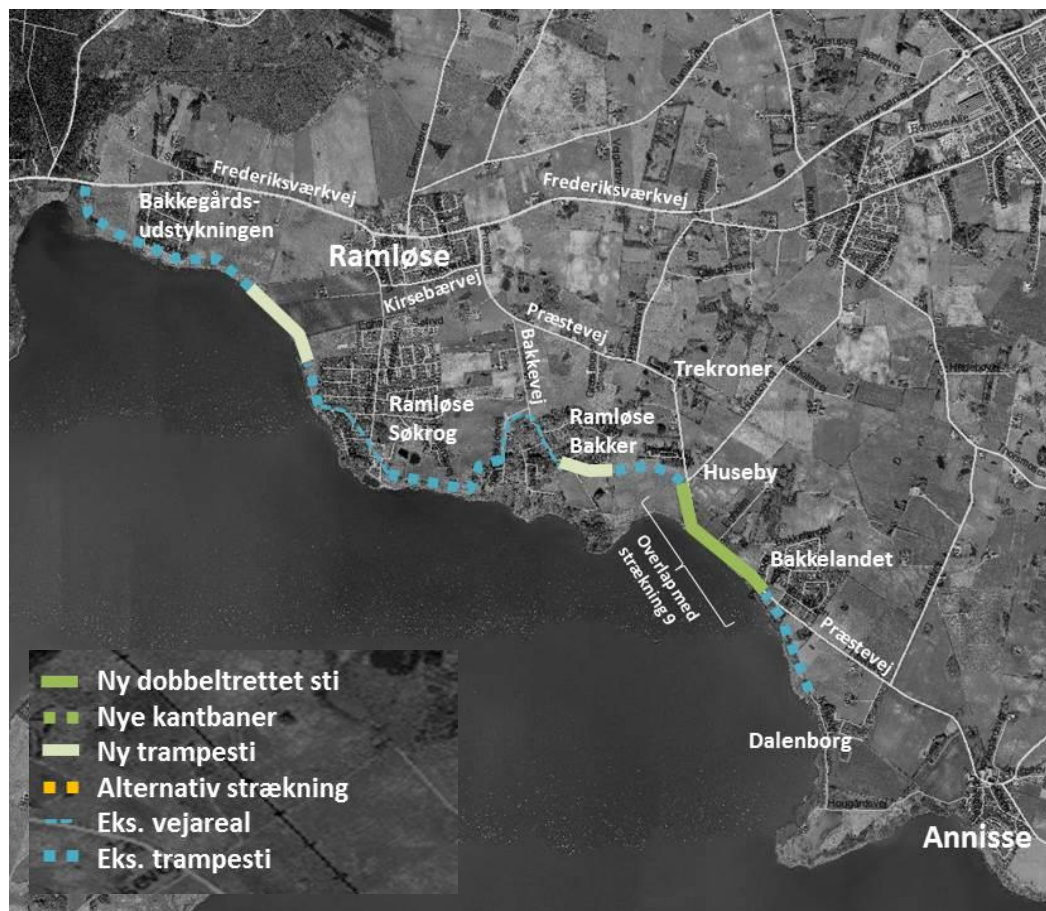 Frederiksværkvej
Bakkegårds-
udstykningen
Frederiksværkvej
Ramløse
Kirsebærvej
Præstevej
Bakkevej
Trekroner
Ramløse
Søkrog
Ramløse
Bakker
Huseby
Overlap med
strækning 9
Bakkelandet
Præstevej
Dalenborg
Hougårdsvej
Annisse
Ny dobbeltrettet sti
Nye kantbaner
Ny trampesti
Alternativ strækning
Eks. vejareal
Eks. trampesti